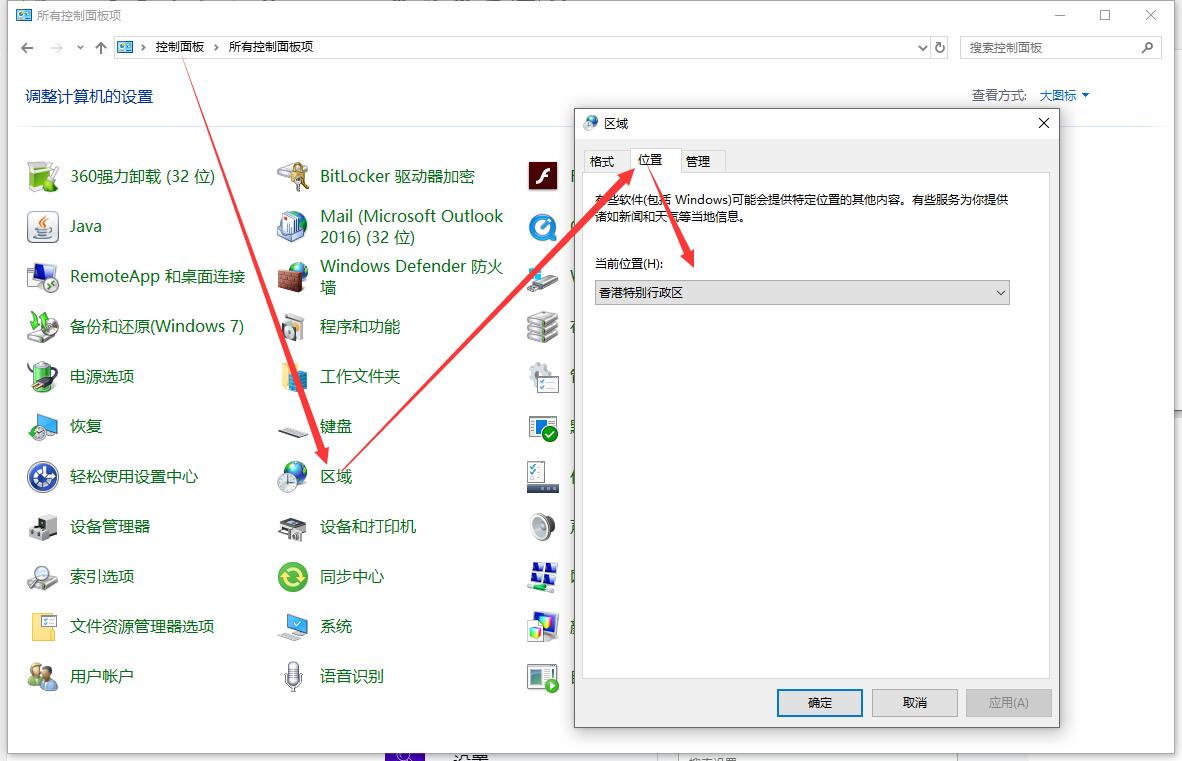 所有控制面板项
控制面板
所有控制面板项
搜索控制面板
调整计算机的设置
查看方式:
大图标
360强力卸载 (32 位)
BitLocker 驱动器加密
Java
Mail (Microsoft Outlook
2016) (32 位)
RemoteApp 和桌面连接
Windows Defender 防火
墙
备份和还原(Windows 7)
程序和功能
电源选项
工作文件夹
恢复
键盘
轻松使用设置中心
区域
设备管理器
设备和打印机
索引选项
同步中心
文件资源管理器选项
系统
用户帐户
语音识别
区域
格式
位置
管理
有些软件(包括 Windows)可能会提供特定位置的其他内容。有些服务为你提供
诸如新闻和天气等当地信息。
当前位置(H):
香港特别行政区
确定
取消
应用(A)